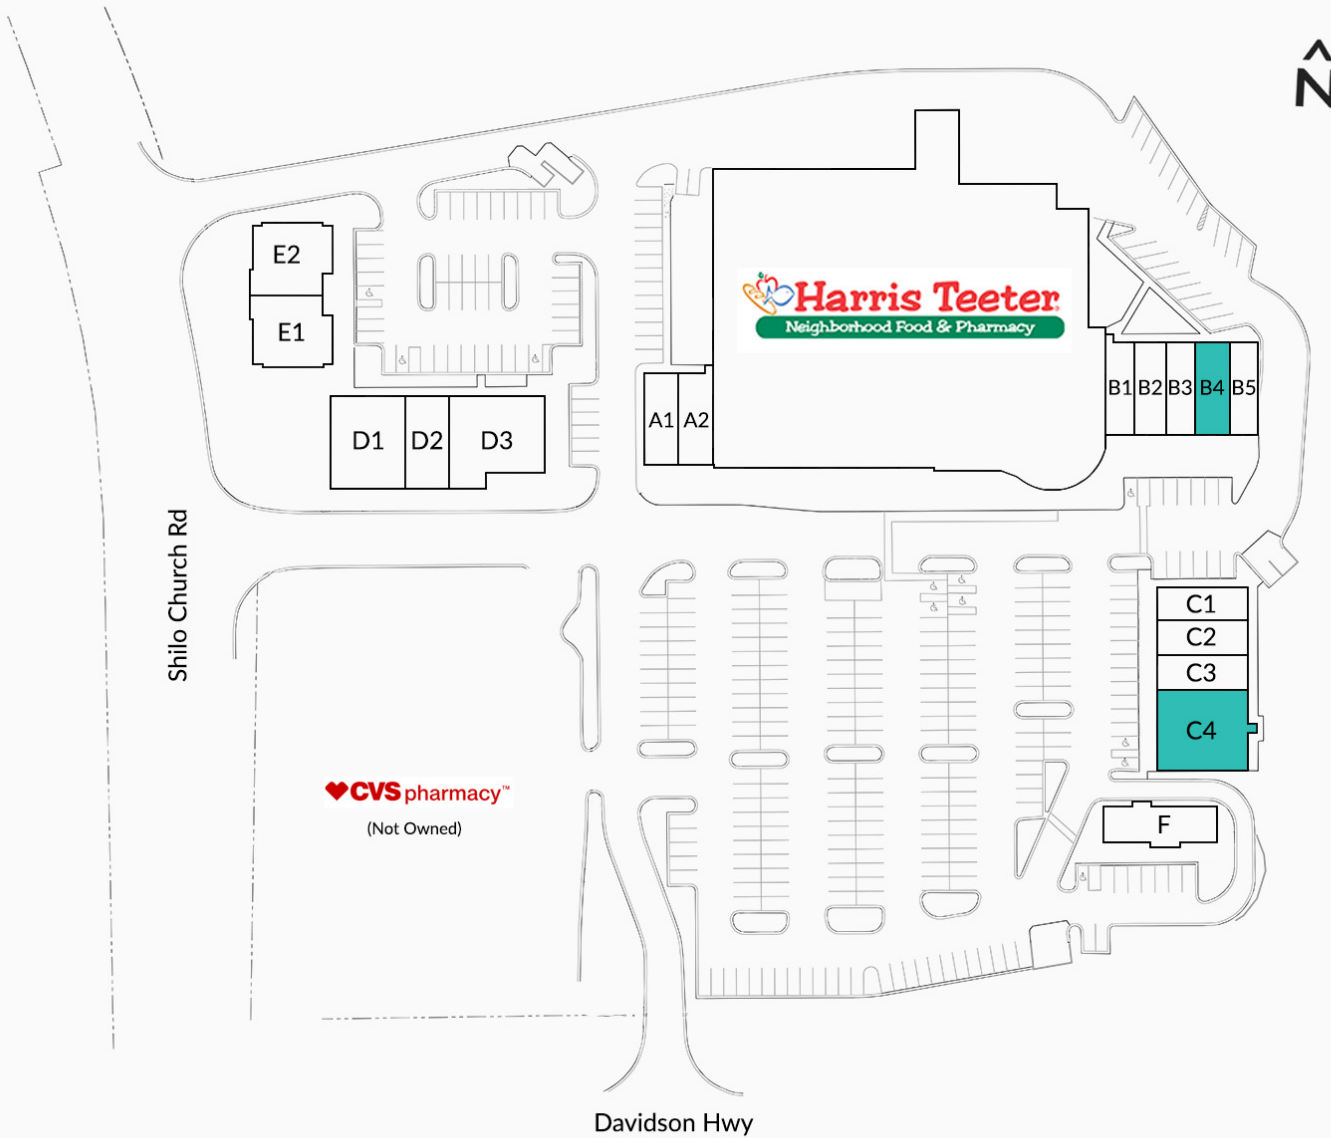 N
E2
E1
Harris Teeter
Neighborhood Food & Pharmacy
B1 B2 B3 B4 B5
A1 A2
D1 D2 D3
Shilo Church Rd
C1
C2
C3
C4
CVS pharmacy™
(Not Owned)
F
Davidson Hwy